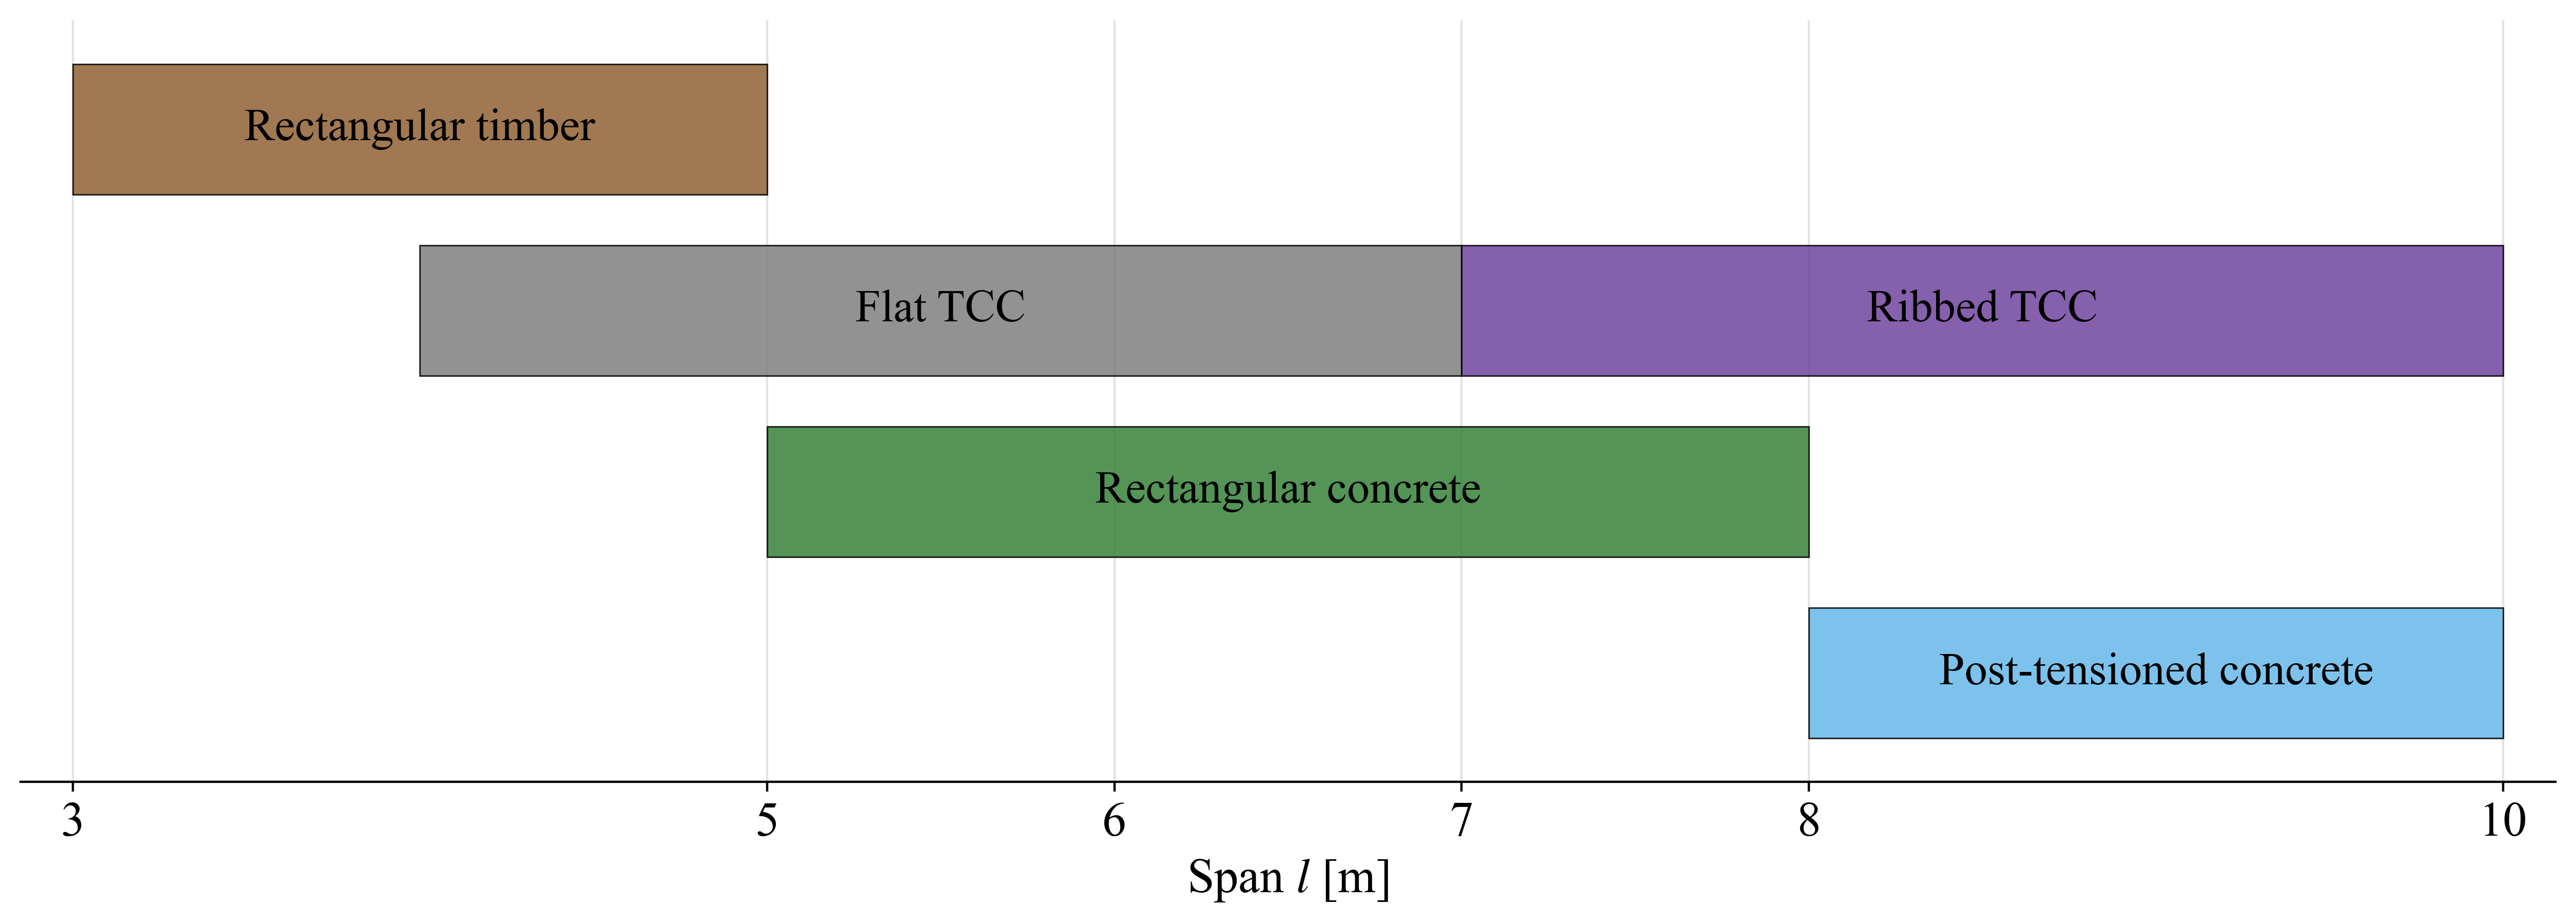 Rectangular timber
Flat TCC
Ribbed TCC
Rectangular concrete
Post-tensioned concrete
3 5 6 7 8 10
Span l [m]